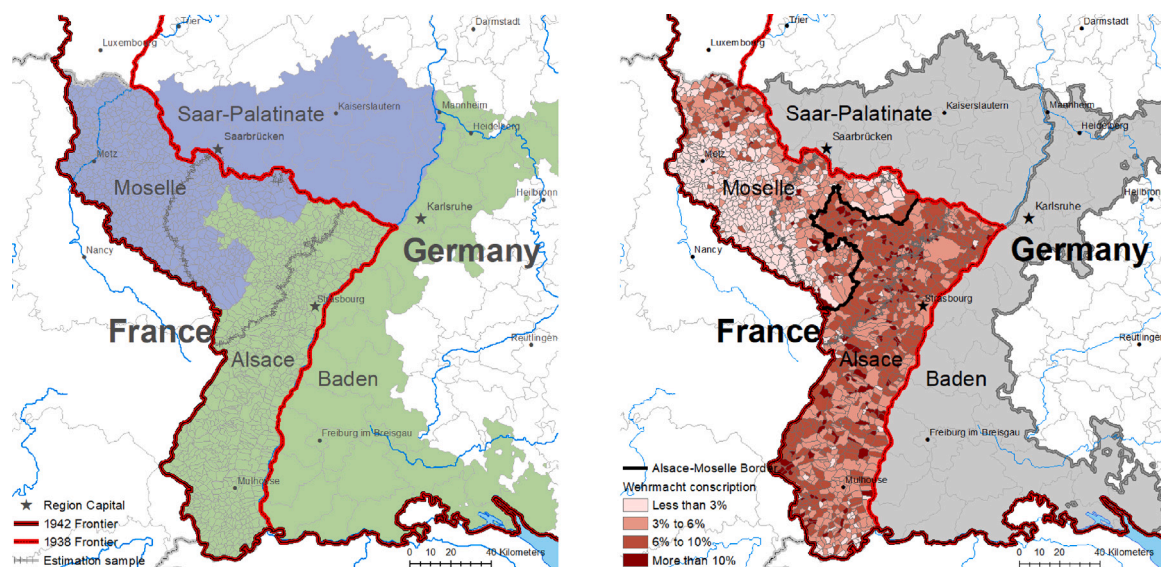 Trier
Darmstadt
Luxembourg
Saar-Palatinate
Kaiserslautern
Mannheim
Saarbrücken
Heidelberg
Metz
Moselle
Heilbronn
Karlsruhe
Nancy
Germany
Strasbourg
France
Reutlingen
Alsace
Baden
Freiburg im Breisgau
Mulhouse
Region Capital
1942 Frontier
1938 Frontier
Estimation sample
0 10 20 40 Kilometers
Trier
Darmstadt
Luxembourg
Saar-Palatinate
Kaiserslautern
Mannheim
Saarbrücken
Heidelberg
Metz
Moselle
Heilbronn
Karlsruhe
Nancy
Germany
Strasbourg
France
Reutlingen
Alsace
Baden
Freiburg im Breisgau
Alsace-Moselle Border
Wehrmacht conscription
Mulhouse
Less than 3%
3% to 6%
6% to 10%
More than 10%
0 10 20 40 Kilometers